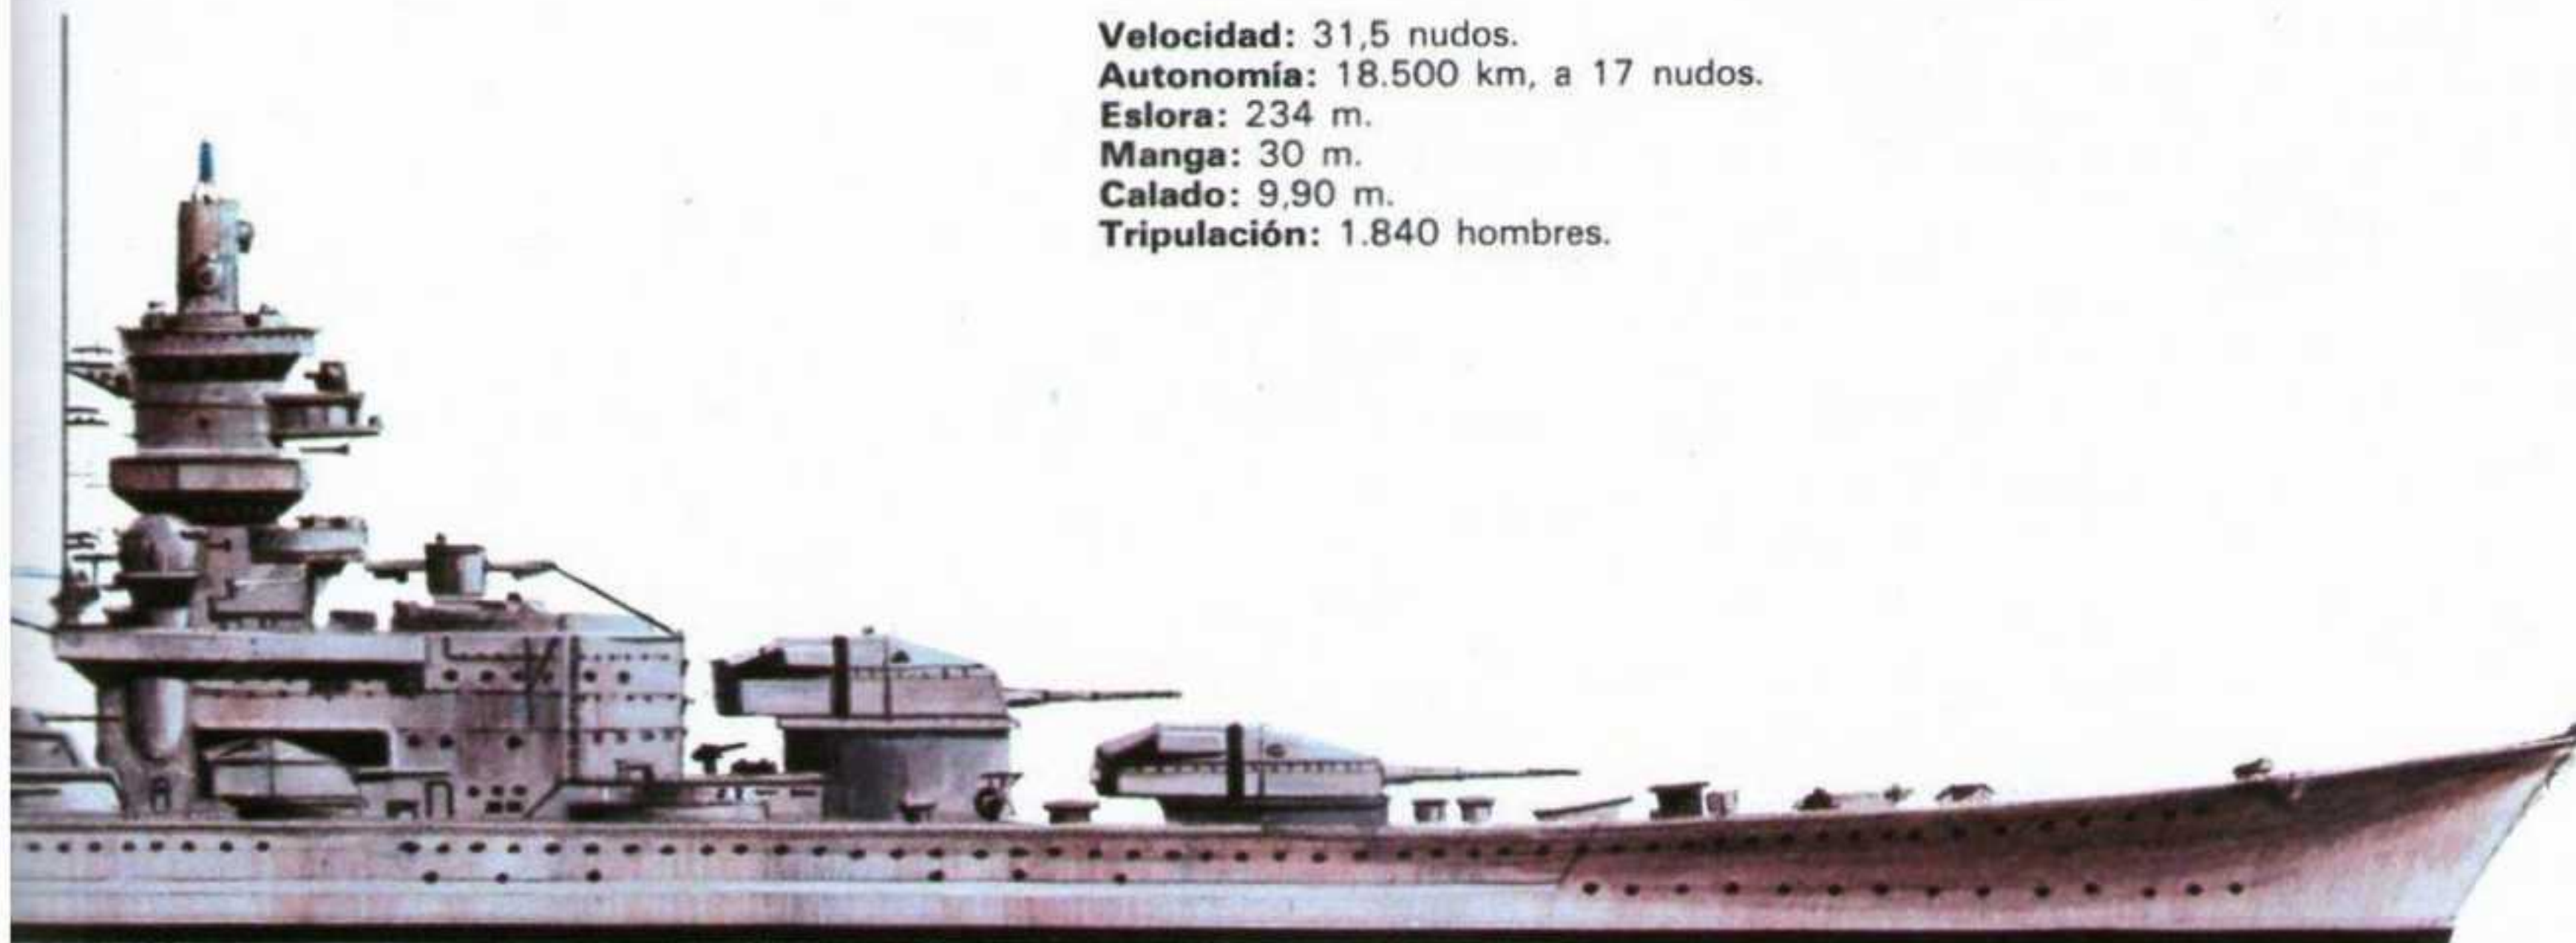 Velocidad: 31,5 nudos.
Autonomía: 18.500 km, a 17 nudos.
Eslora: 234 m.
Manga: 30 m.
Calado: 9,90 m.
Tripulación: 1.840 hombres.